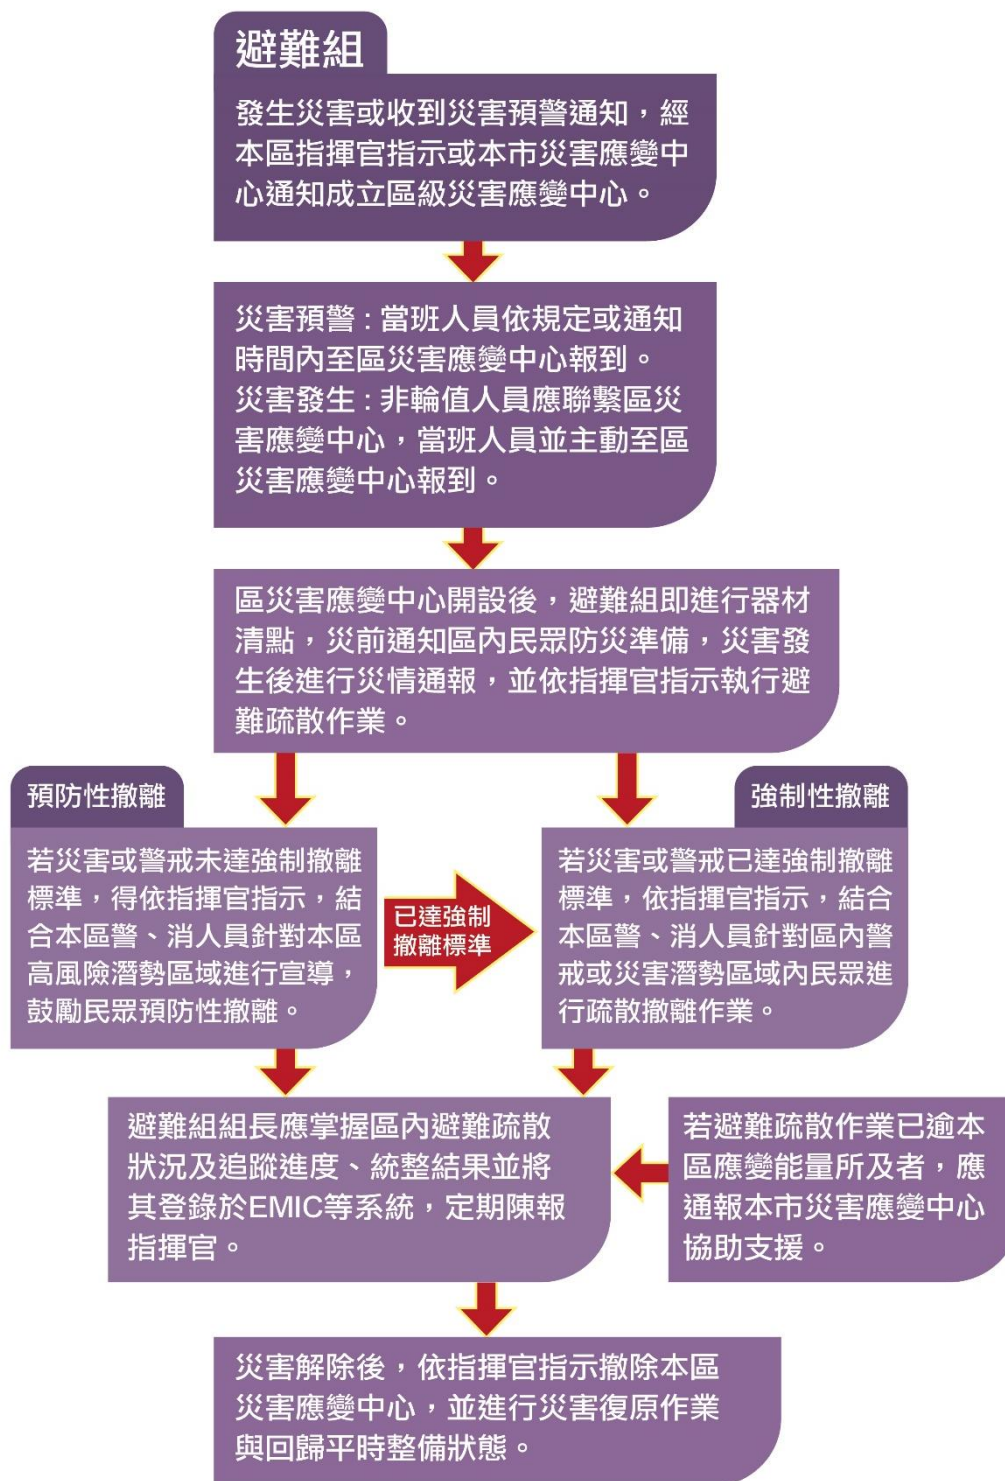 避難組
發生災害或收到災害預警通知，經
本區指揮官指示或本市災害應變中
心通知成立區級災害應變中心。
災害預警：當班人員依規定或通知
時間內至區災害應變中心報到。
災害發生：非輪值人員應聯繫區災
害應變中心，當班人員並主動至區
災害應變中心報到。
區災害應變中心開設後，避難組即進行器材
清點，災前通知區內民眾防災準備，災害發
生後進行災情通報，並依指揮官指示執行避
難疏散作業。
預防性撤離
若災害或警戒未達強制撤離
標準，得依指揮官指示，結
合本區警、消人員針對本區
高風險潛勢區域進行宣導，
鼓勵民眾預防性撤離。
已達強制
撤離標準
強制性撤離
若災害或警戒已達強制撤離
標準，依指揮官指示，結合
本區警、消人員針對區內警
戒或災害潛勢區域內民眾進
行疏散撤離作業。
避難組組長應掌握區內避難疏散
狀況及追蹤進度、統整結果並將
其登錄於EMIC等系統，定期陳報
指揮官。
若避難疏散作業已逾本
區應變能量所及者，應
通報本市災害應變中心
協助支援。
災害解除後，依指揮官指示撤除本區
災害應變中心，並進行災害復原作業
與回歸平時整備狀態。